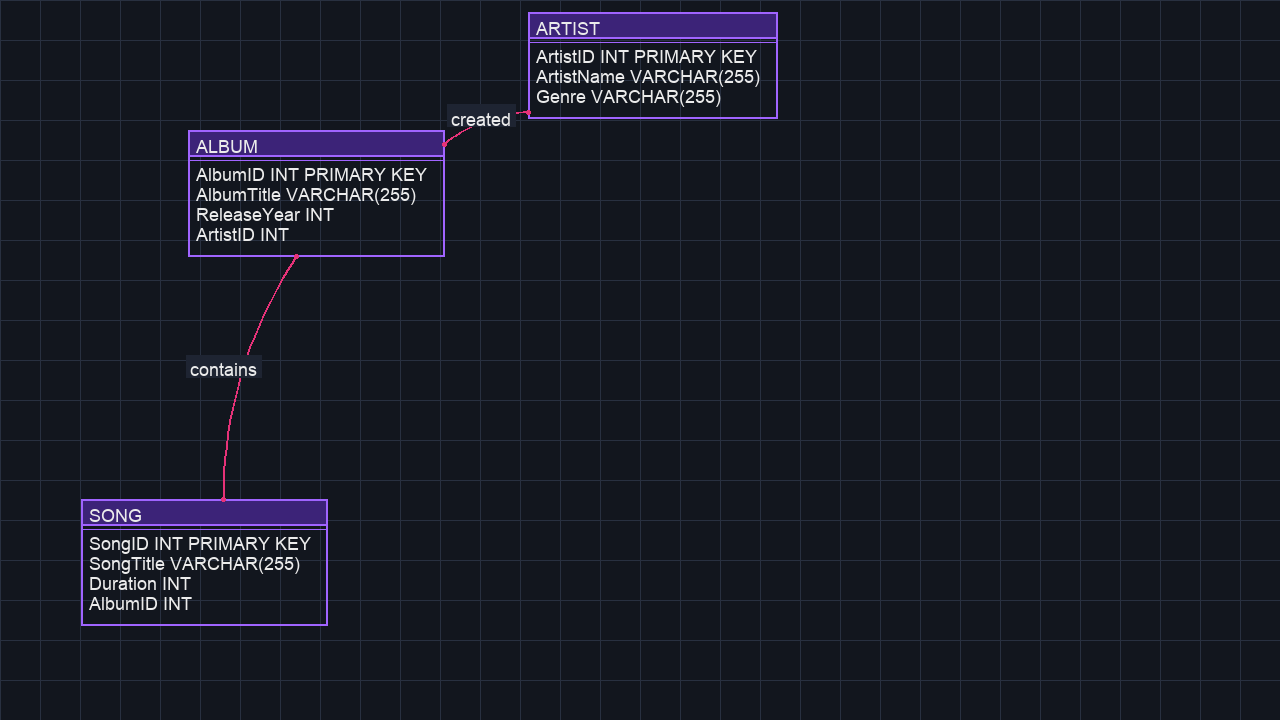 ARTIST
ArtistID INT PRIMARY KEY
ArtistName VARCHAR(255)
Genre VARCHAR(255)
created
ALBUM
AlbumID INT PRIMARY KEY
AlbumTitle VARCHAR(255)
ReleaseYear INT
ArtistID INT
contains
SONG
SongID INT PRIMARY KEY
SongTitle VARCHAR(255)
Duration INT
AlbumID INT